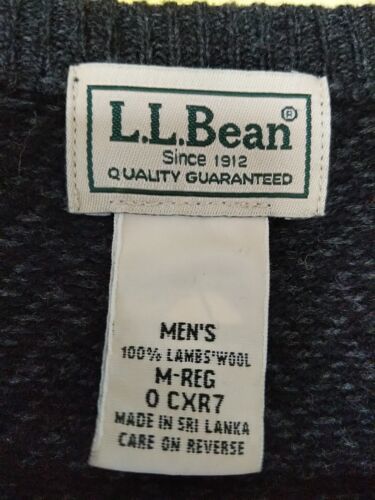 L.L.Bean®
Since 1912
QUALITY GUARANTEED
MEN'S
100% LAMBS'WOOL
M-REG
0 CXR7
MADE IN SRI LANKA
CARE ON REVERSE